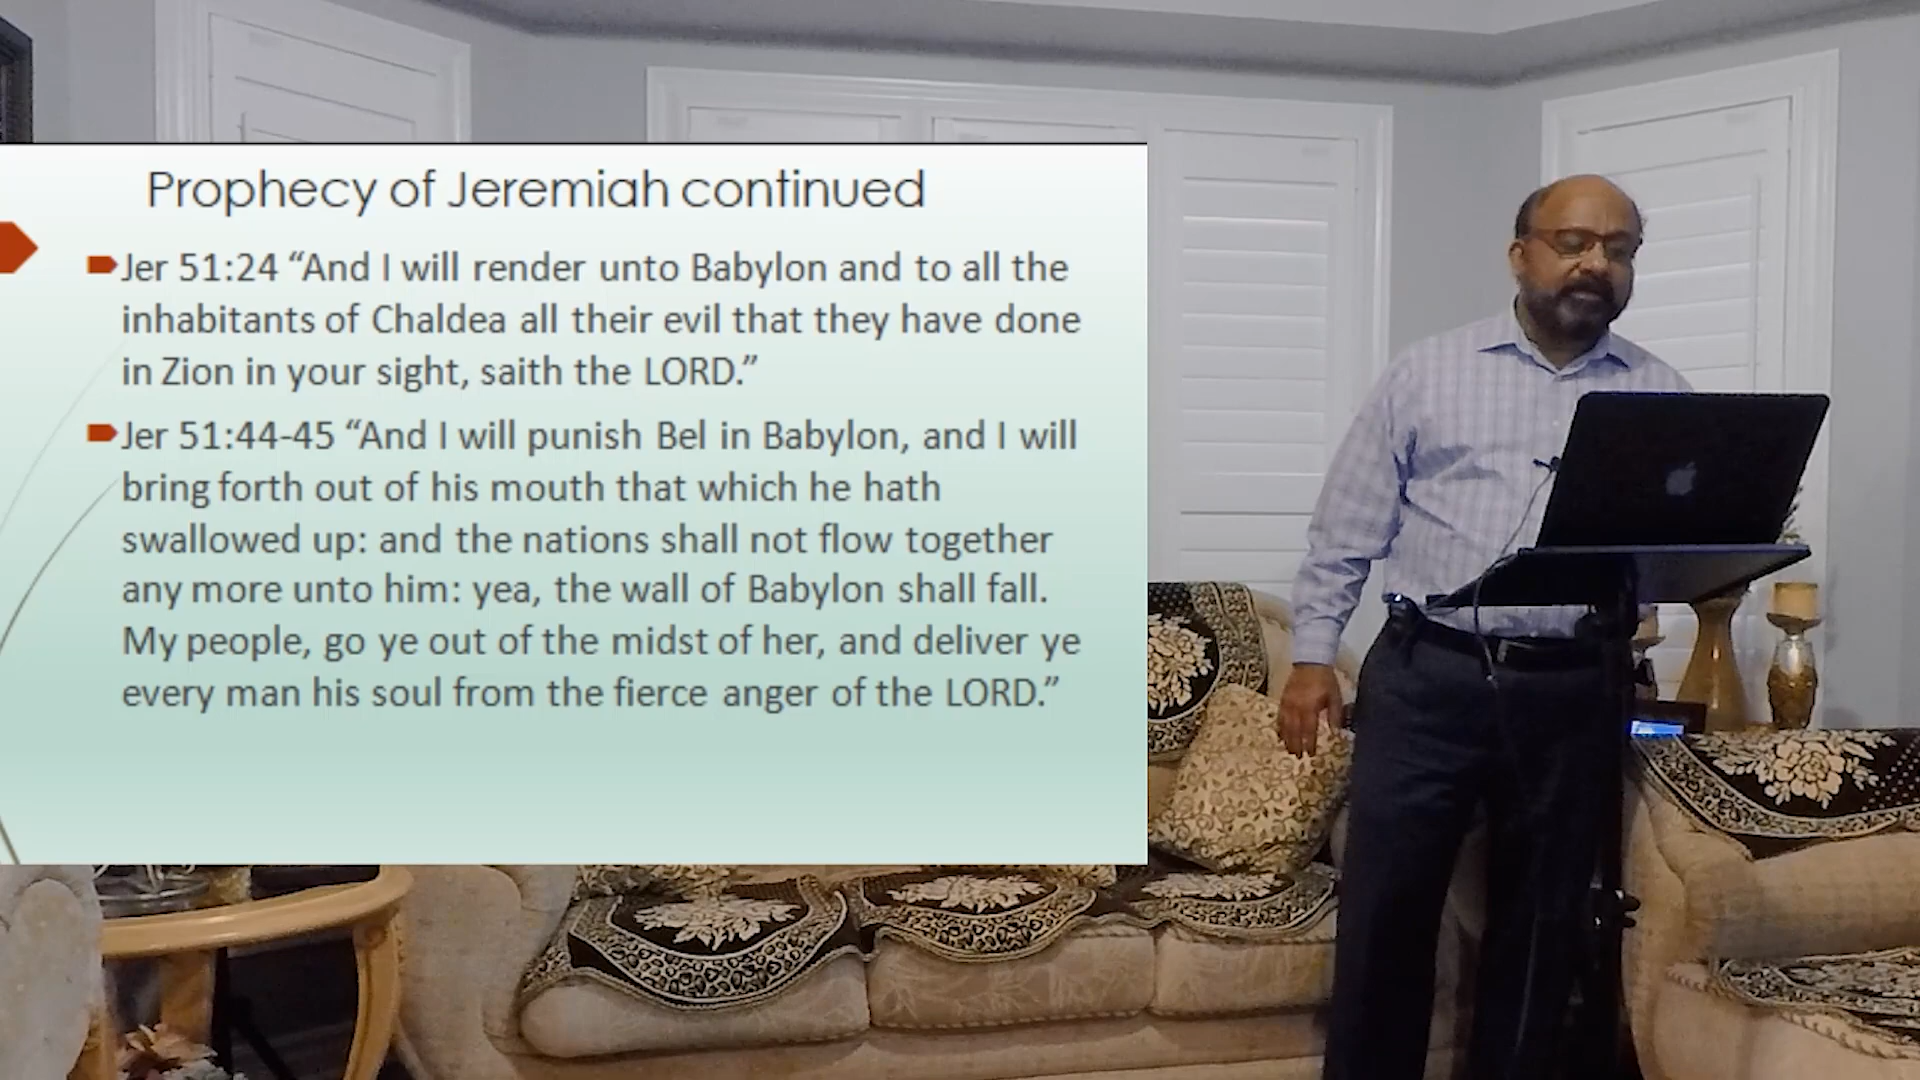 Prophecy of Jeremiah continued
Jer 51:24 “And I will render unto Babylon and to all the
inhabitants of Chaldea all their evil that they have done
in Zion in your sight, saith the LORD.”
Jer 51:44-45 “And I will punish Bel in Babylon, and I will
bring forth out of his mouth that which he hath
swallowed up: and the nations shall not flow together
any more unto him: yea, the wall of Babylon shall fall.
My people, go ye out of the midst of her, and deliver ye
every man his soul from the fierce anger of the LORD.”